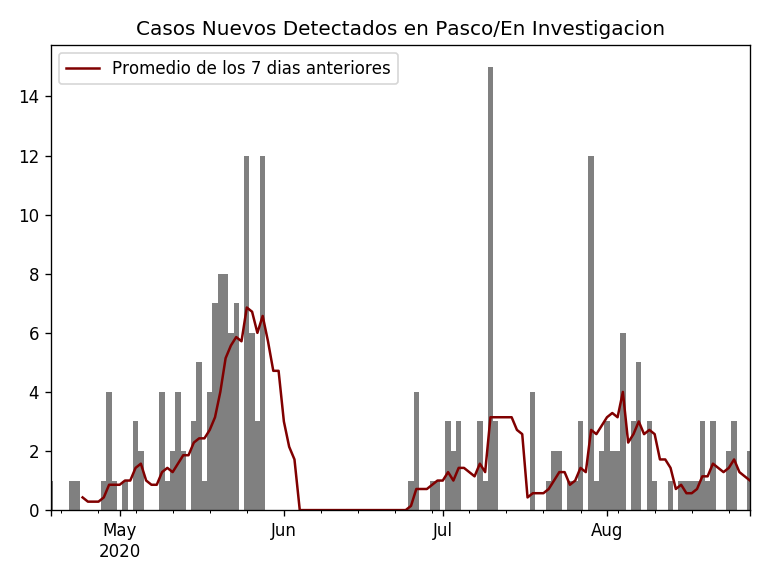 Casos Nuevos Detectados en Pasco/En Investigacion
Promedio de los 7 dias anteriores
14
12
10
8
6
4
2
0
May
2020
Jun
Jul
Aug